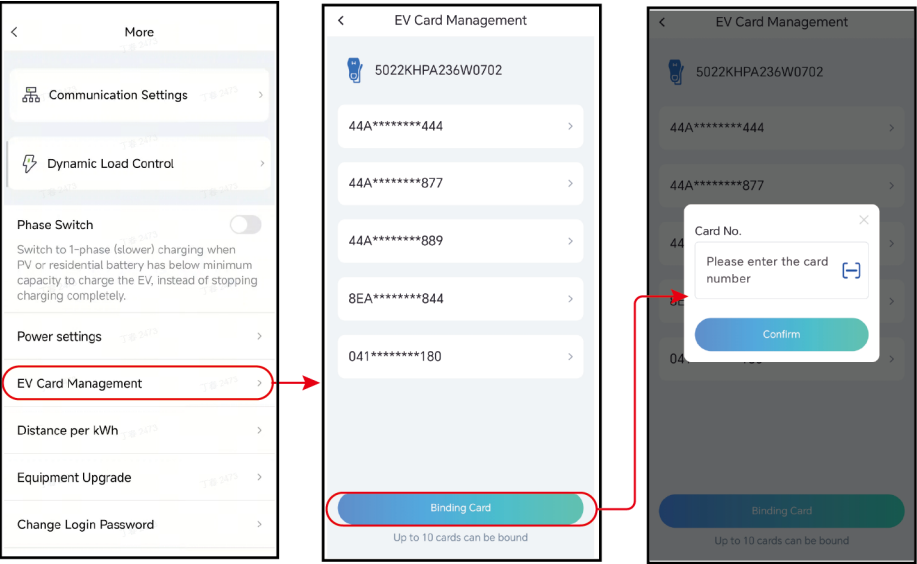 More
Communication Settings
Dynamic Load Control
Phase Switch
Switch to 1-phase (slower) charging when
PV or residential battery has below minimum
capacity to charge the EV, instead of stopping
charging completely.
Power settings
EV Card Management
Distance per kWh
Equipment Upgrade
Change Login Password
EV Card Management
5022KHPA236W0702
44A********444
44A********877
44A********889
8EA********844
041********180
Binding Card
Up to 10 cards can be bound
EV Card Management
5022KHPA236W0702
44A********444
44A********877
Card No.
44
Please enter the card
number
8E
Confirm
04
Binding Card
Up to 10 cards can be bound